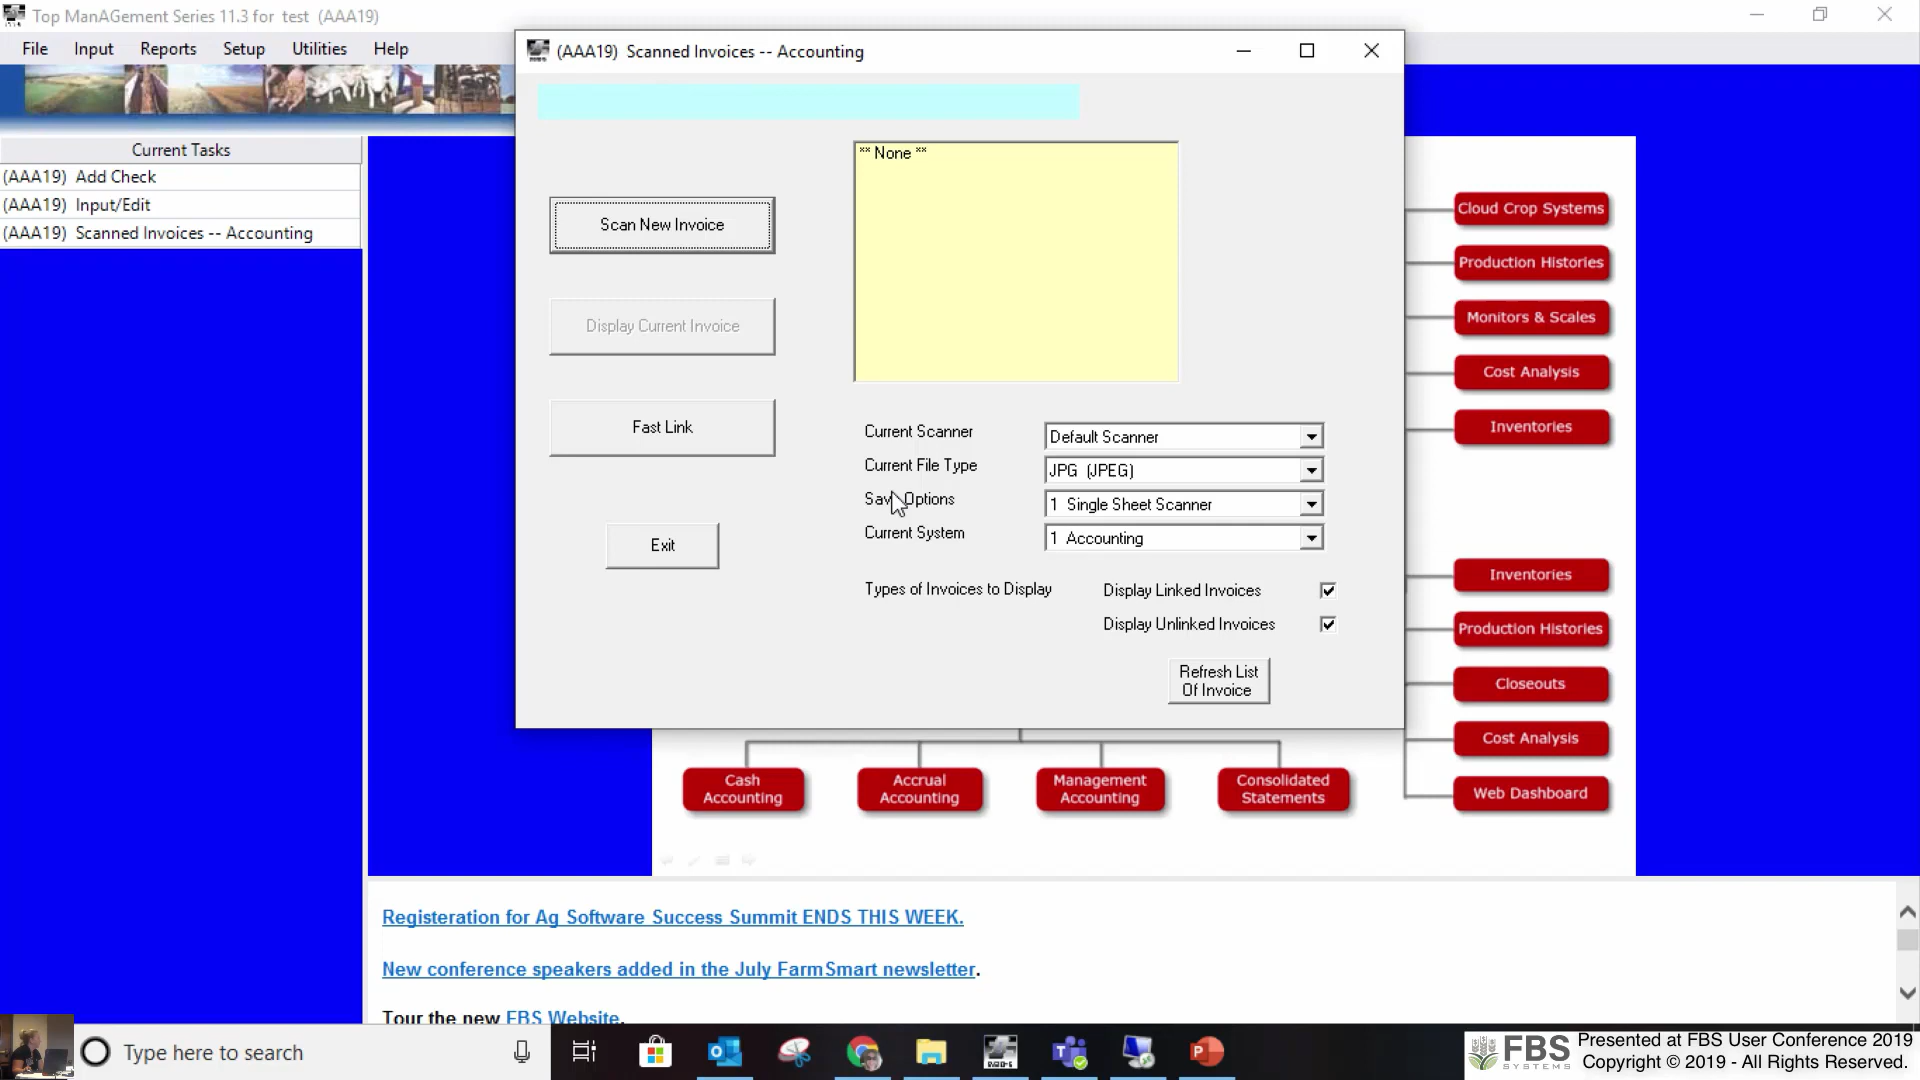 Top ManAGement Series 11.3 for test (AAA19)
File Input Reports Setup Utilities Help
(AAA19) Scanned Invoices -- Accounting
Current Tasks
(AAA19) Add Check
(AAA19) Input/Edit
(AAA19) Scanned Invoices -- Accounting
** None **
Scan New Invoice
Display Current Invoice
Fast Link
Exit
Current Scanner
Default Scanner
Current File Type
JPG (JPEG)
Save Options
1 Single Sheet Scanner
Current System
1 Accounting
Types of Invoices to Display
Display Linked Invoices
Display Unlinked Invoices
Refresh List
Of Invoice
Cloud Crop Systems
Production Histories
Monitors & Scales
Cost Analysis
Inventories
Inventories
Production Histories
Closeouts
Cost Analysis
Web Dashboard
Cash
Accounting
Accrual
Accounting
Management
Accounting
Consolidated
Statements
Registeration for Ag Software Success Summit ENDS THIS WEEK.
New conference speakers added in the July FarmSmart newsletter.
Tour the new FBS Website.
Type here to search
FBS
SYSTEMS
Presented at FBS User Conference 2019
Copyright © 2019 - All Rights Reserved.